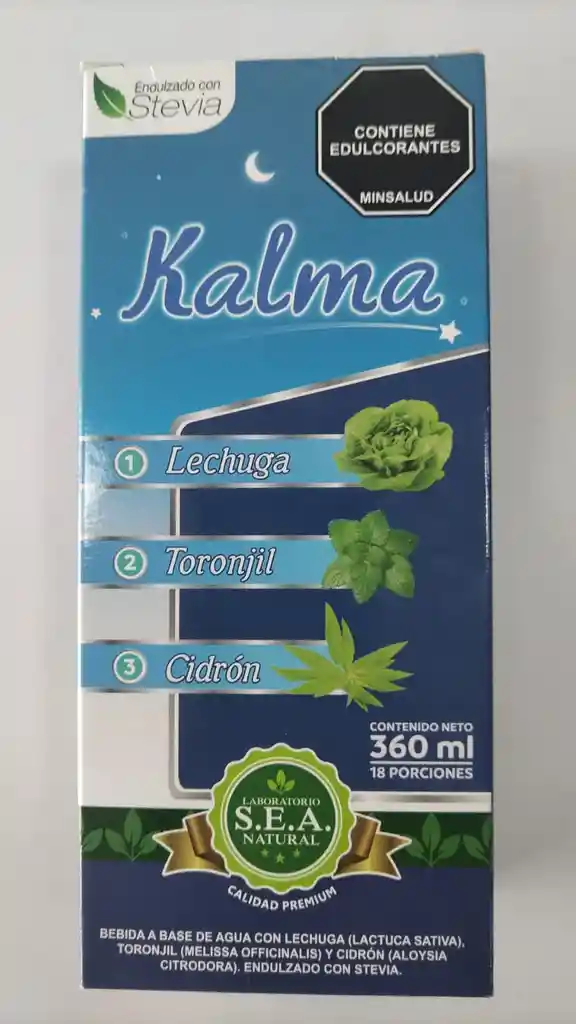 Endulzado con
Stevia
CONTIENE
EDULCORANTES
MINSALUD
Kalma
1 Lechuga
2 Toronjil
3 Cidrón
CONTENIDO NETO
360 ml
18 PORCIONES
LABORATORIO
S.E.A.
NATURAL
CALIDAD PREMIUM
BEBIDA A BASE DE AGUA CON LECHUGA (LACTUCA SATIVA),
TORONJIL (MELISSA OFFICINALIS) Y CIDRÓN (ALOYSIA
CITRODORA). ENDULZADO CON STEVIA.